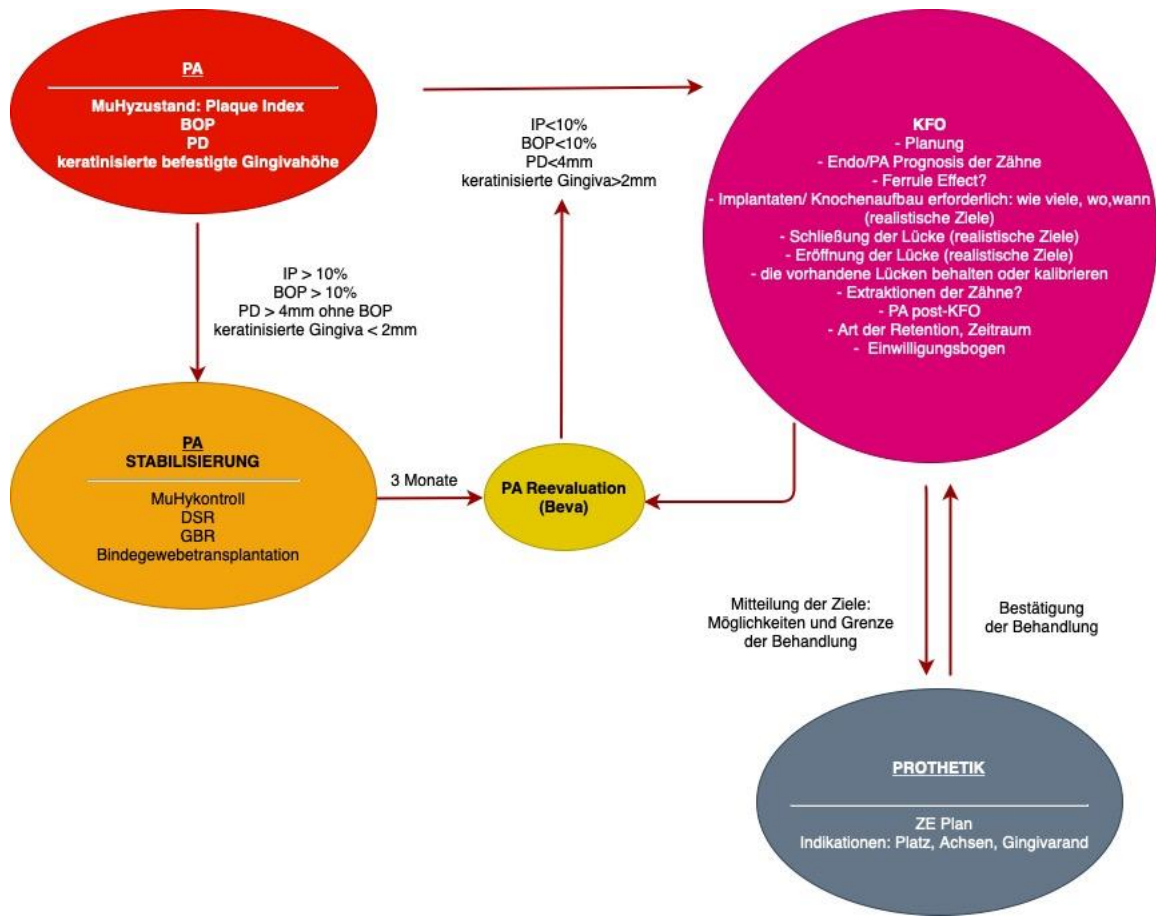 PA
MuHyzustand: Plaque Index
BOP
PD
keratinisierte befestigte Gingivahöhe
IP<10%
BOP<10%
PD<4mm
keratinisierte Gingiva>2mm
KFO
- Planung
- Endo/PA Prognosis der Zähne
- Ferrule Effect?
- Implantaten/ Knochenaufbau erforderlich: wie viele, wo,wann
(realistische Ziele)
- Schließung der Lücke (realistische Ziele)
- Eröffnung der Lücke (realistische Ziele)
- die vorhandene Lücken behalten oder kalibrieren
- Extraktionen der Zähne?
- PA post-KFO
- Art der Retention, Zeitraum
- Einwilligungsbogen
IP > 10%
BOP > 10%
PD > 4mm ohne BOP
keratinisierte Gingiva < 2mm
PA
STABILISIERUNG
MuHykontroll
DSR
GBR
Bindegewebetransplantation
3 Monate
PA Reevaluation
(Beva)
Mitteilung der Ziele:
Möglichkeiten und Grenze
der Behandlung
Bestätigung
der Behandlung
PROTHETIK
ZE Plan
Indikationen: Platz, Achsen, Gingivarand